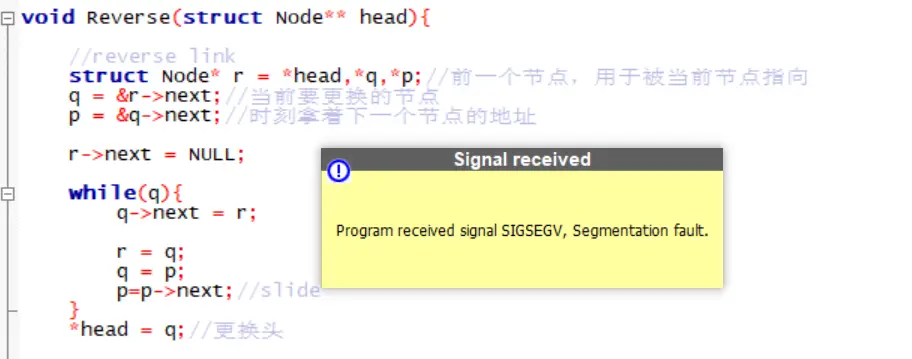 void Reverse(struct Node** head){
//reverse link
struct Node* r = *head,*q,*p;//前一个节点，用于被当前节点指向
q = &r->next;//当前要更换的节点
p = &q->next;//时刻拿着下一个节点的地址
r->next = NULL;
Signal received
Program received signal SIGSEGV, Segmentation fault.
while(q){
q->next = r;
r = q;
q = p;
p=p->next;//slide
}
*head = q;//更换头